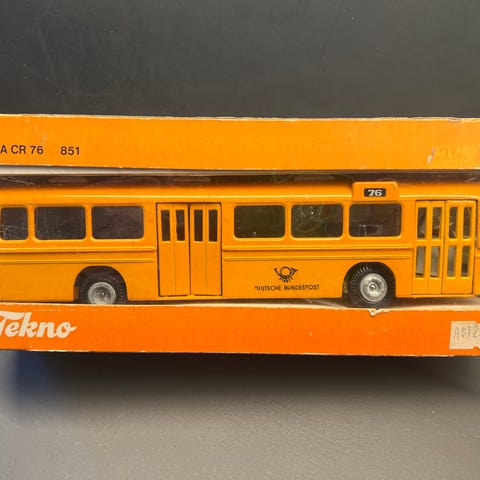 A CR 76 851
76
DEUTSCHE BUNDESPOST
Tekno